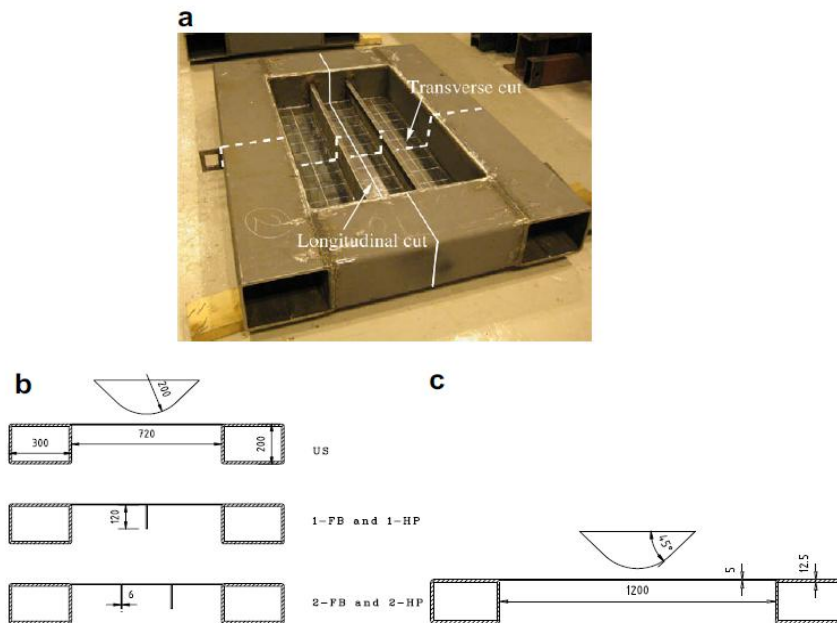 a
Transverse cut
Longitudinal cut
b
200
300
720
200
US
120
1-FB and 1-HP
6
2-FB and 2-HP
c
45°
5
12.5
1200